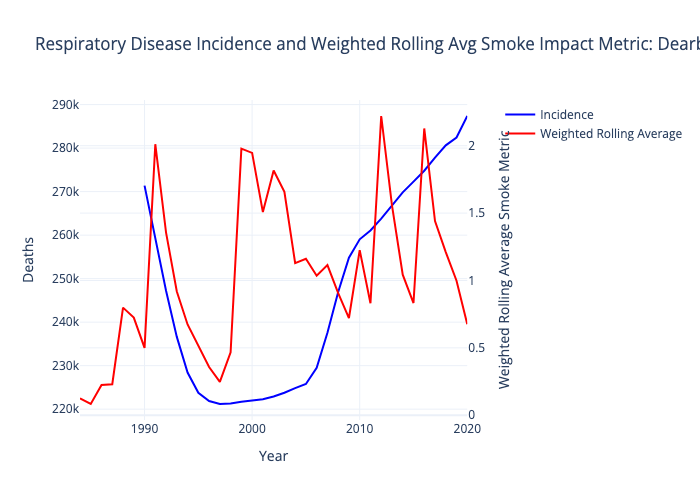 Respiratory Disease Incidence and Weighted Rolling Avg Smoke Impact Metric: Dearb
Incidence
Weighted Rolling Average
290k
280k
270k
260k
250k
240k
230k
220k
Deaths
2
1.5
1
0.5
0
Weighted Rolling Average Smoke Metric
1990
2000
2010
2020
Year